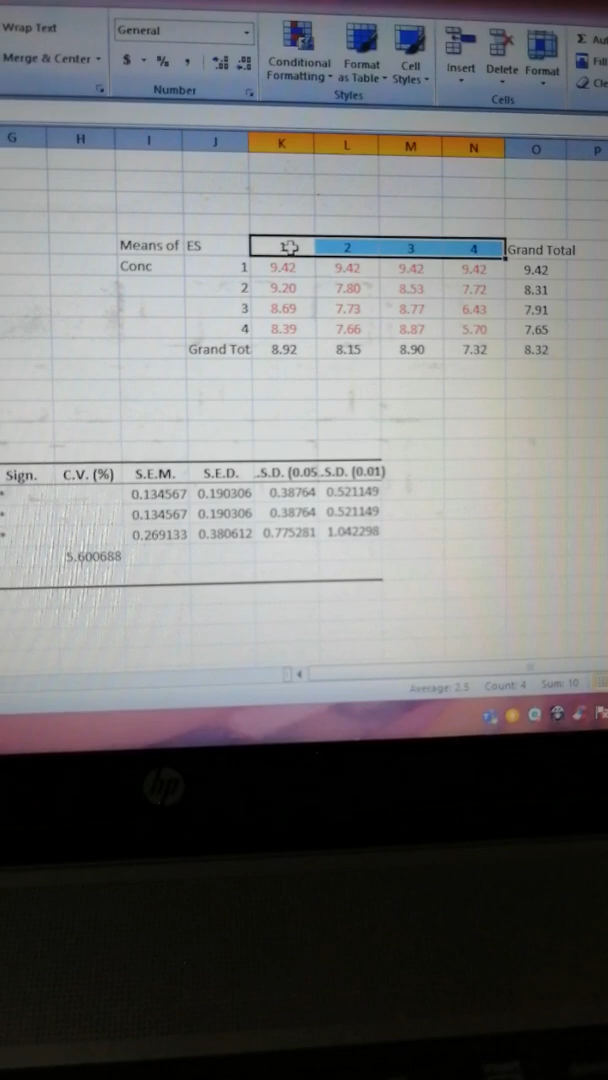 Wrap Text
General
Merge & Center
$
%
,
Number
Conditional Formatting
Format as Table
Cell Styles
Styles
Insert
Delete
Format
Cells
Σ Au
Fill
Cle
G H I J K L M N O P
Means of ES 1 2 3 4 Grand Total
Conc 1 9.42 9.42 9.42 9.42 9.42
2 9.20 7.80 8.53 7.72 8.31
3 8.69 7.73 8.77 6.43 7.91
4 8.39 7.66 8.87 5.70 7.65
Grand Tot 8.92 8.15 8.90 7.32 8.32
Sign. C.V. (%) S.E.M. S.E.D. .S.D. (0.05 .S.D. (0.01)
* 0.134567 0.190306 0.38764 0.521149
* 0.134567 0.190306 0.38764 0.521149
* 0.269133 0.380612 0.775281 1.042298
5.600688
Average: 2.5 Count: 4 Sum: 10
hp